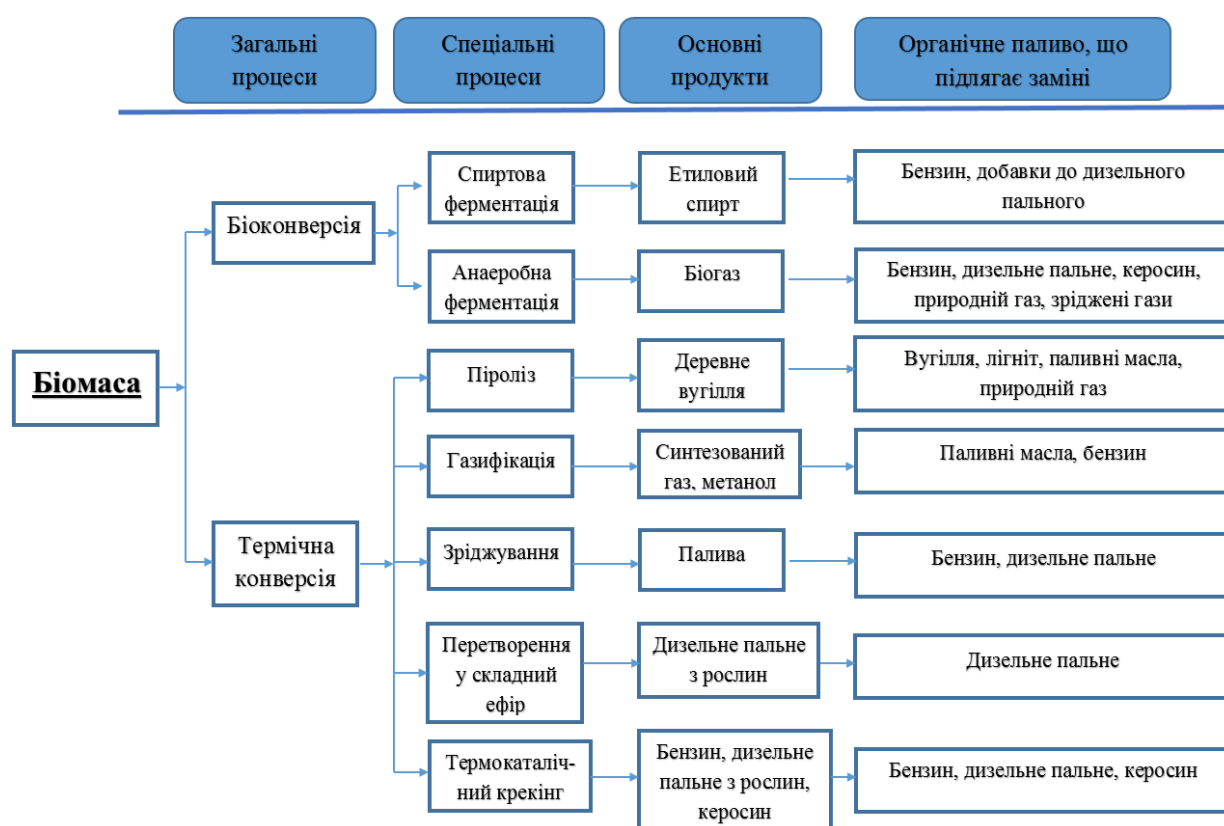 Загальні
процеси
Спеціальні
процеси
Основні
продукти
Органічне паливо, що
підлягає заміні
Біомаса
Біоконверсія
Спиртова
ферментація
Етиловий
спирт
Бензин, добавки до дизельного
пального
Анаеробна
ферментація
Біогаз
Бензин, дизельне пальне, керосин,
природній газ, зріджені гази
Термічна
конверсія
Піроліз
Деревне
вугілля
Вугілля, лігніт, паливні масла,
природній газ
Газифікація
Синтезований
газ, метанол
Паливні масла, бензин
Зріджування
Палива
Бензин, дизельне пальне
Перетворення
у складний
ефір
Дизельне пальне
з рослин
Дизельне пальне
Термокаталіч-
ний крекінг
Бензин, дизельне
пальне з рослин,
керосин
Бензин, дизельне пальне, керосин